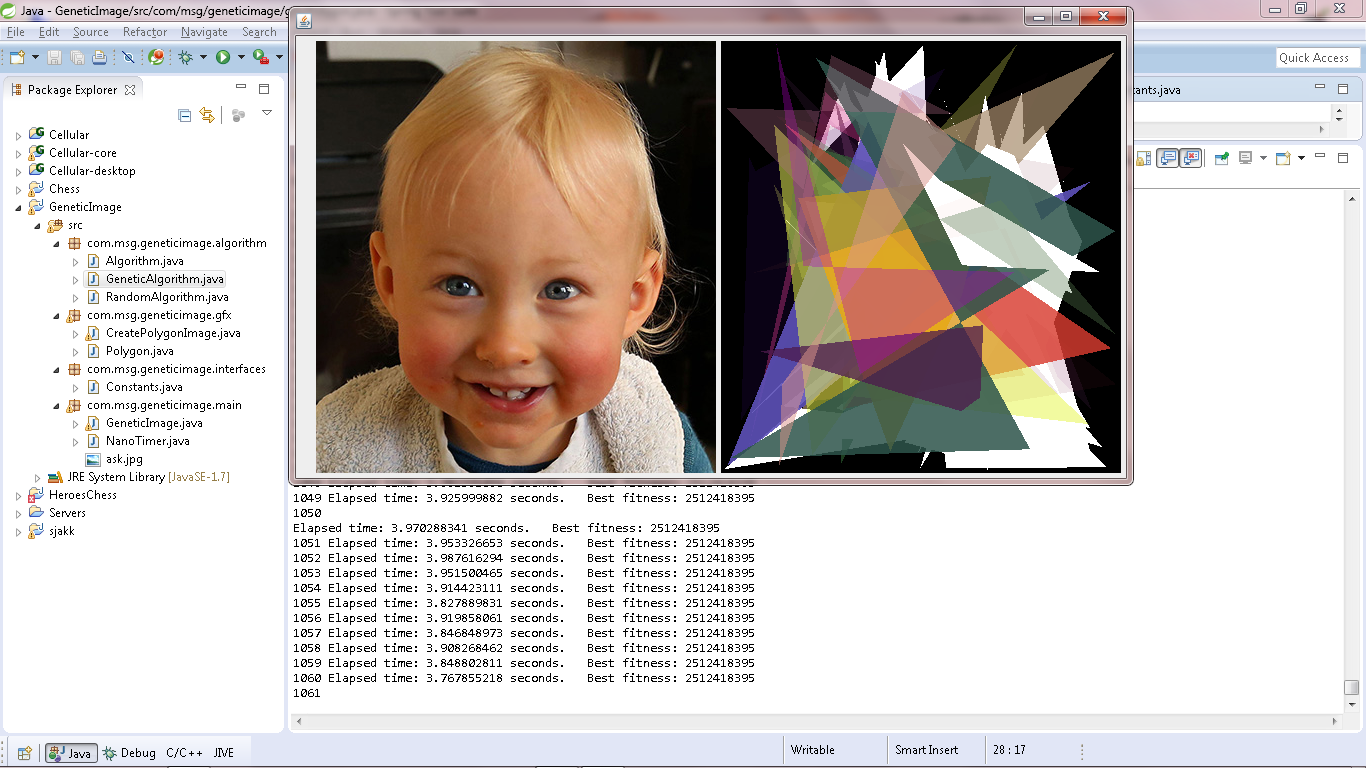 Java - GeneticImage/src/com/msg/geneticimage/g
File Edit Source Refactor Navigate Search
Quick Access
Package Explorer
tants.java
Cellular
Cellular-core
Cellular-desktop
Chess
GeneticImage
src
com.msg.geneticimage.algorithm
Algorithm.java
GeneticAlgorithm.java
RandomAlgorithm.java
com.msg.geneticimage.gfx
CreatePolygonImage.java
Polygon.java
com.msg.geneticimage.interfaces
Constants.java
com.msg.geneticimage.main
GeneticImage.java
NanoTimer.java
ask.jpg
JRE System Library [JavaSE-1.7]
HeroesChess
Servers
sjakk
1049 Elapsed time: 3.925999882 seconds. Best fitness: 2512418395
1050
Elapsed time: 3.970288341 seconds. Best fitness: 2512418395
1051 Elapsed time: 3.953326653 seconds. Best fitness: 2512418395
1052 Elapsed time: 3.987616294 seconds. Best fitness: 2512418395
1053 Elapsed time: 3.951500465 seconds. Best fitness: 2512418395
1054 Elapsed time: 3.914423111 seconds. Best fitness: 2512418395
1055 Elapsed time: 3.827889831 seconds. Best fitness: 2512418395
1056 Elapsed time: 3.919858061 seconds. Best fitness: 2512418395
1057 Elapsed time: 3.846848973 seconds. Best fitness: 2512418395
1058 Elapsed time: 3.908268462 seconds. Best fitness: 2512418395
1059 Elapsed time: 3.848802811 seconds. Best fitness: 2512418395
1060 Elapsed time: 3.767855218 seconds. Best fitness: 2512418395
1061
Java Debug C/C++ JIVE
Writable Smart Insert 28 : 17